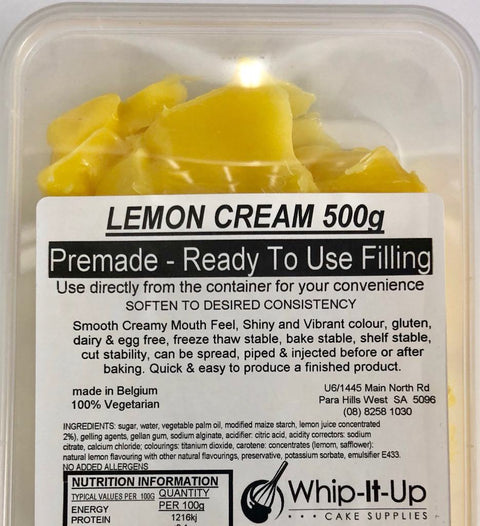 LEMON CREAM 500g
Premade - Ready To Use Filling
Use directly from the container for your convenience
SOFTEN TO DESIRED CONSISTENCY
Smooth Creamy Mouth Feel, Shiny and Vibrant colour, gluten,
dairy & egg free, freeze thaw stable, bake stable, shelf stable,
cut stability, can be spread, piped & injected before or after
baking. Quick & easy to produce a finished product.
made in Belgium
100% Vegetarian
U6/1445 Main North Rd
Para Hills West SA 5096
(08) 8258 1030
INGREDIENTS: sugar, water, vegetable palm oil, modified maize starch, lemon juice concentrated
2%), gelling agents, gellan gum, sodium alginate, acidifier: citric acid, acidity correctors: sodium
citrate, calcium chloride; colourings: titanium dioxide, carotene: concentrates (lemom, safflower):
natural lemon flavouring with other natural flavourings, preservative, potassium sorbate, emulsifier E433.
NO ADDED ALLERGENS
NUTRITION INFORMATION
TYPICAL VALUES PER 100G QUANTITY
PER 100g
ENERGY 1216kj
PROTEIN
Whip-It-Up
CAKE SUPPLIES